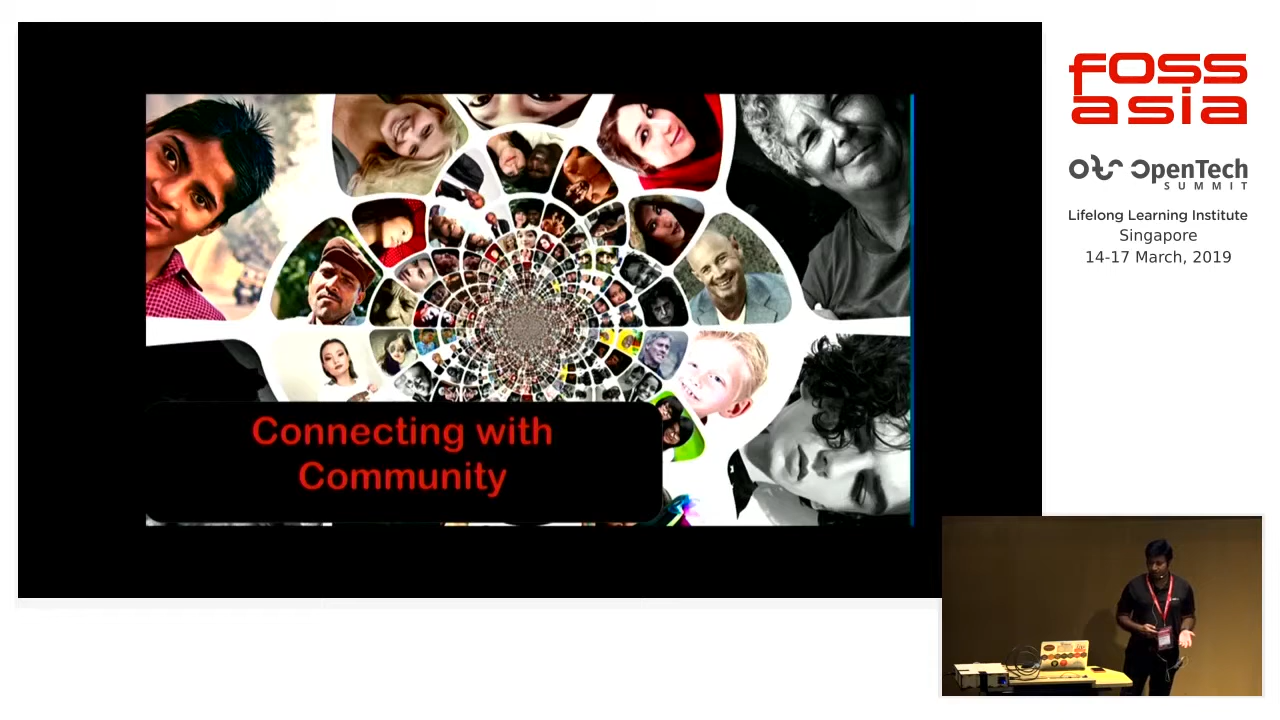 Connecting with
Community
foss
asia
OpenTech
SUMMIT
Lifelong Learning Institute
Singapore
14-17 March, 2019